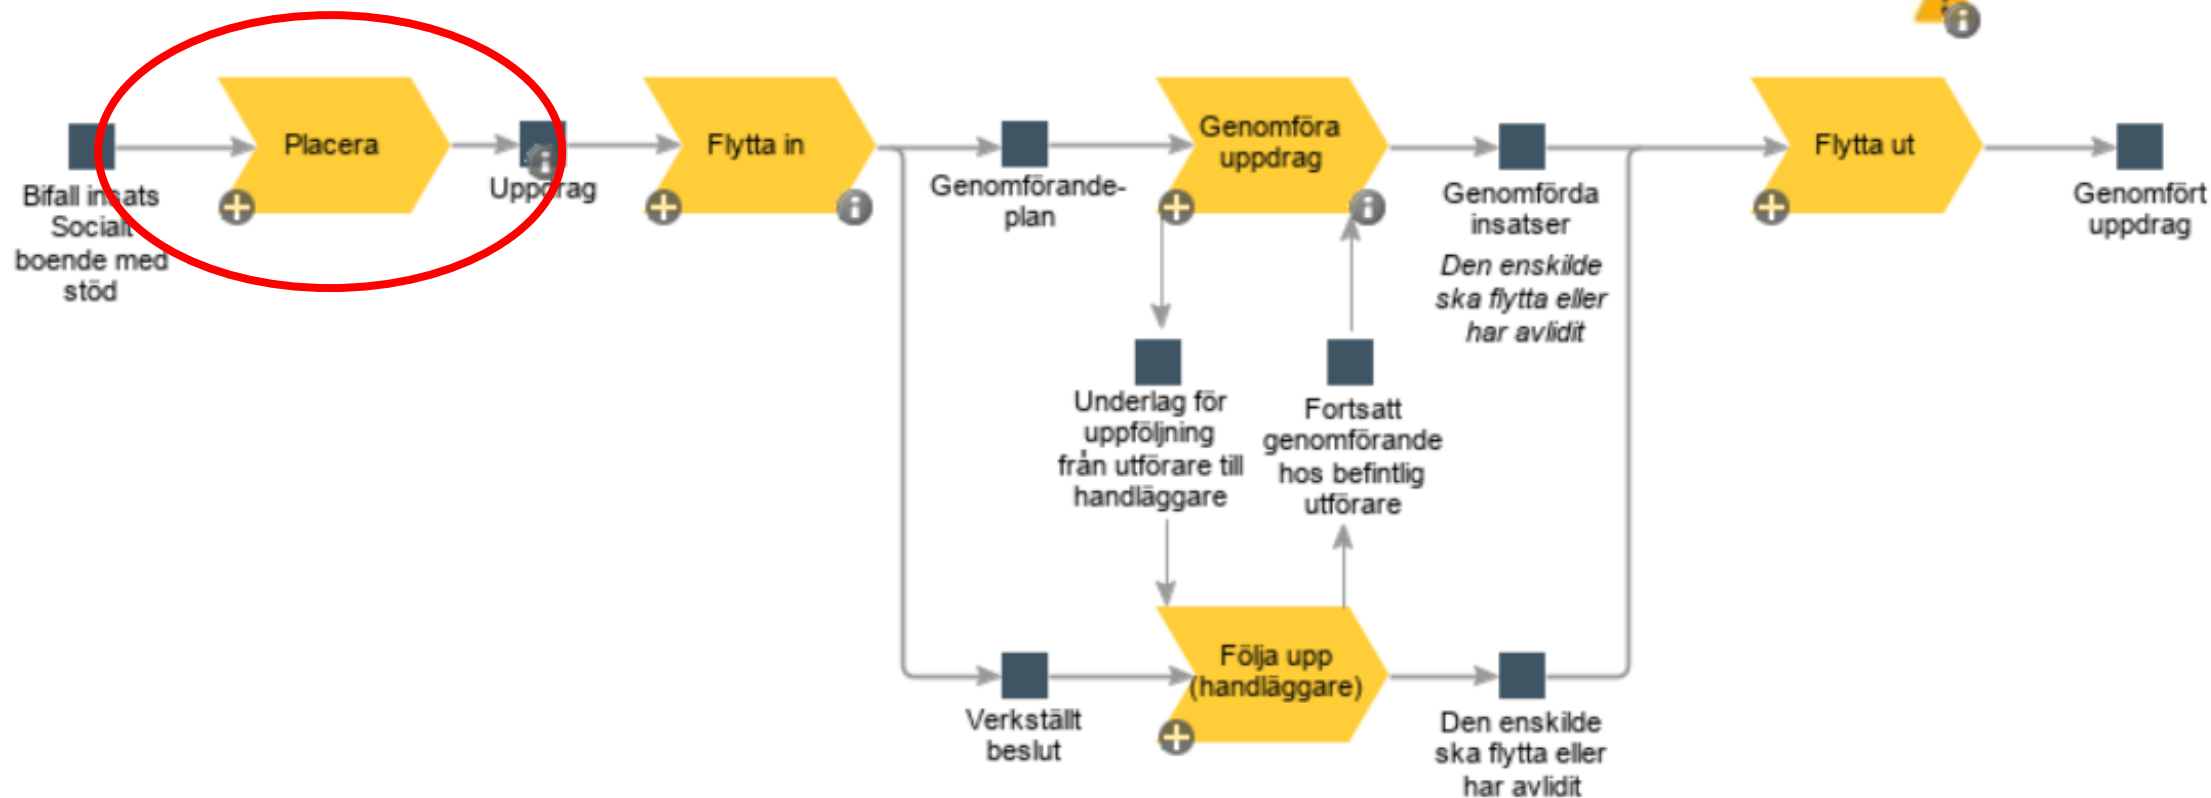 Bifall insats
Socialt
boende med
stöd
Placera
Uppdrag
Flytta in
Genomförande-
plan
Genomföra
uppdrag
Genomförda
insatser
Den enskilde
ska flytta eller
har avlidit
Flytta ut
Genomfört
uppdrag
Underlag för
uppföljning
från utförare till
handläggare
Fortsatt
genomförande
hos befintlig
utförare
Verkställt
beslut
Följa upp
(handläggare)
Den enskilde
ska flytta eller
har avlidit